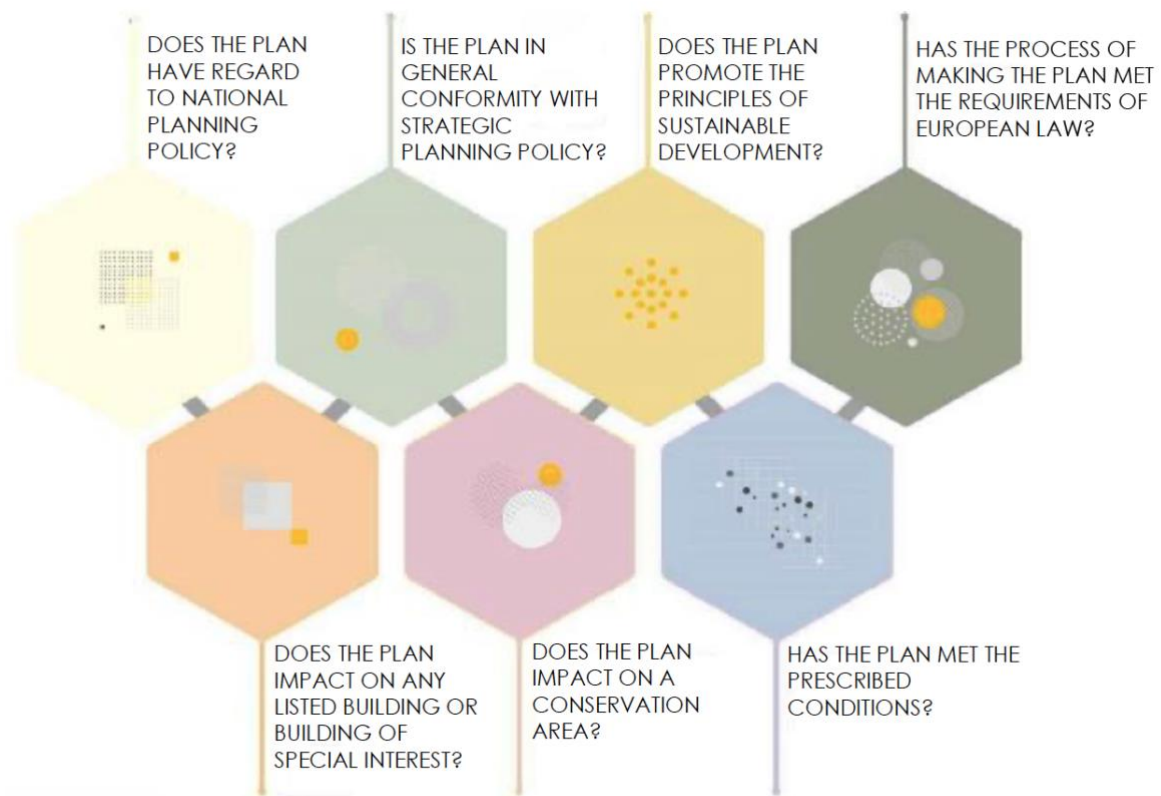 DOES THE PLAN
HAVE REGARD
TO NATIONAL
PLANNING
POLICY?
IS THE PLAN IN
GENERAL
CONFORMITY WITH
STRATEGIC
PLANNING POLICY?
DOES THE PLAN
PROMOTE THE
PRINCIPLES OF
SUSTAINABLE
DEVELOPMENT?
HAS THE PROCESS OF
MAKING THE PLAN MET
THE REQUIREMENTS OF
EUROPEAN LAW?
DOES THE PLAN
IMPACT ON ANY
LISTED BUILDING OR
BUILDING OF
SPECIAL INTEREST?
DOES THE PLAN
IMPACT ON A
CONSERVATION
AREA?
HAS THE PLAN MET THE
PRESCRIBED
CONDITIONS?